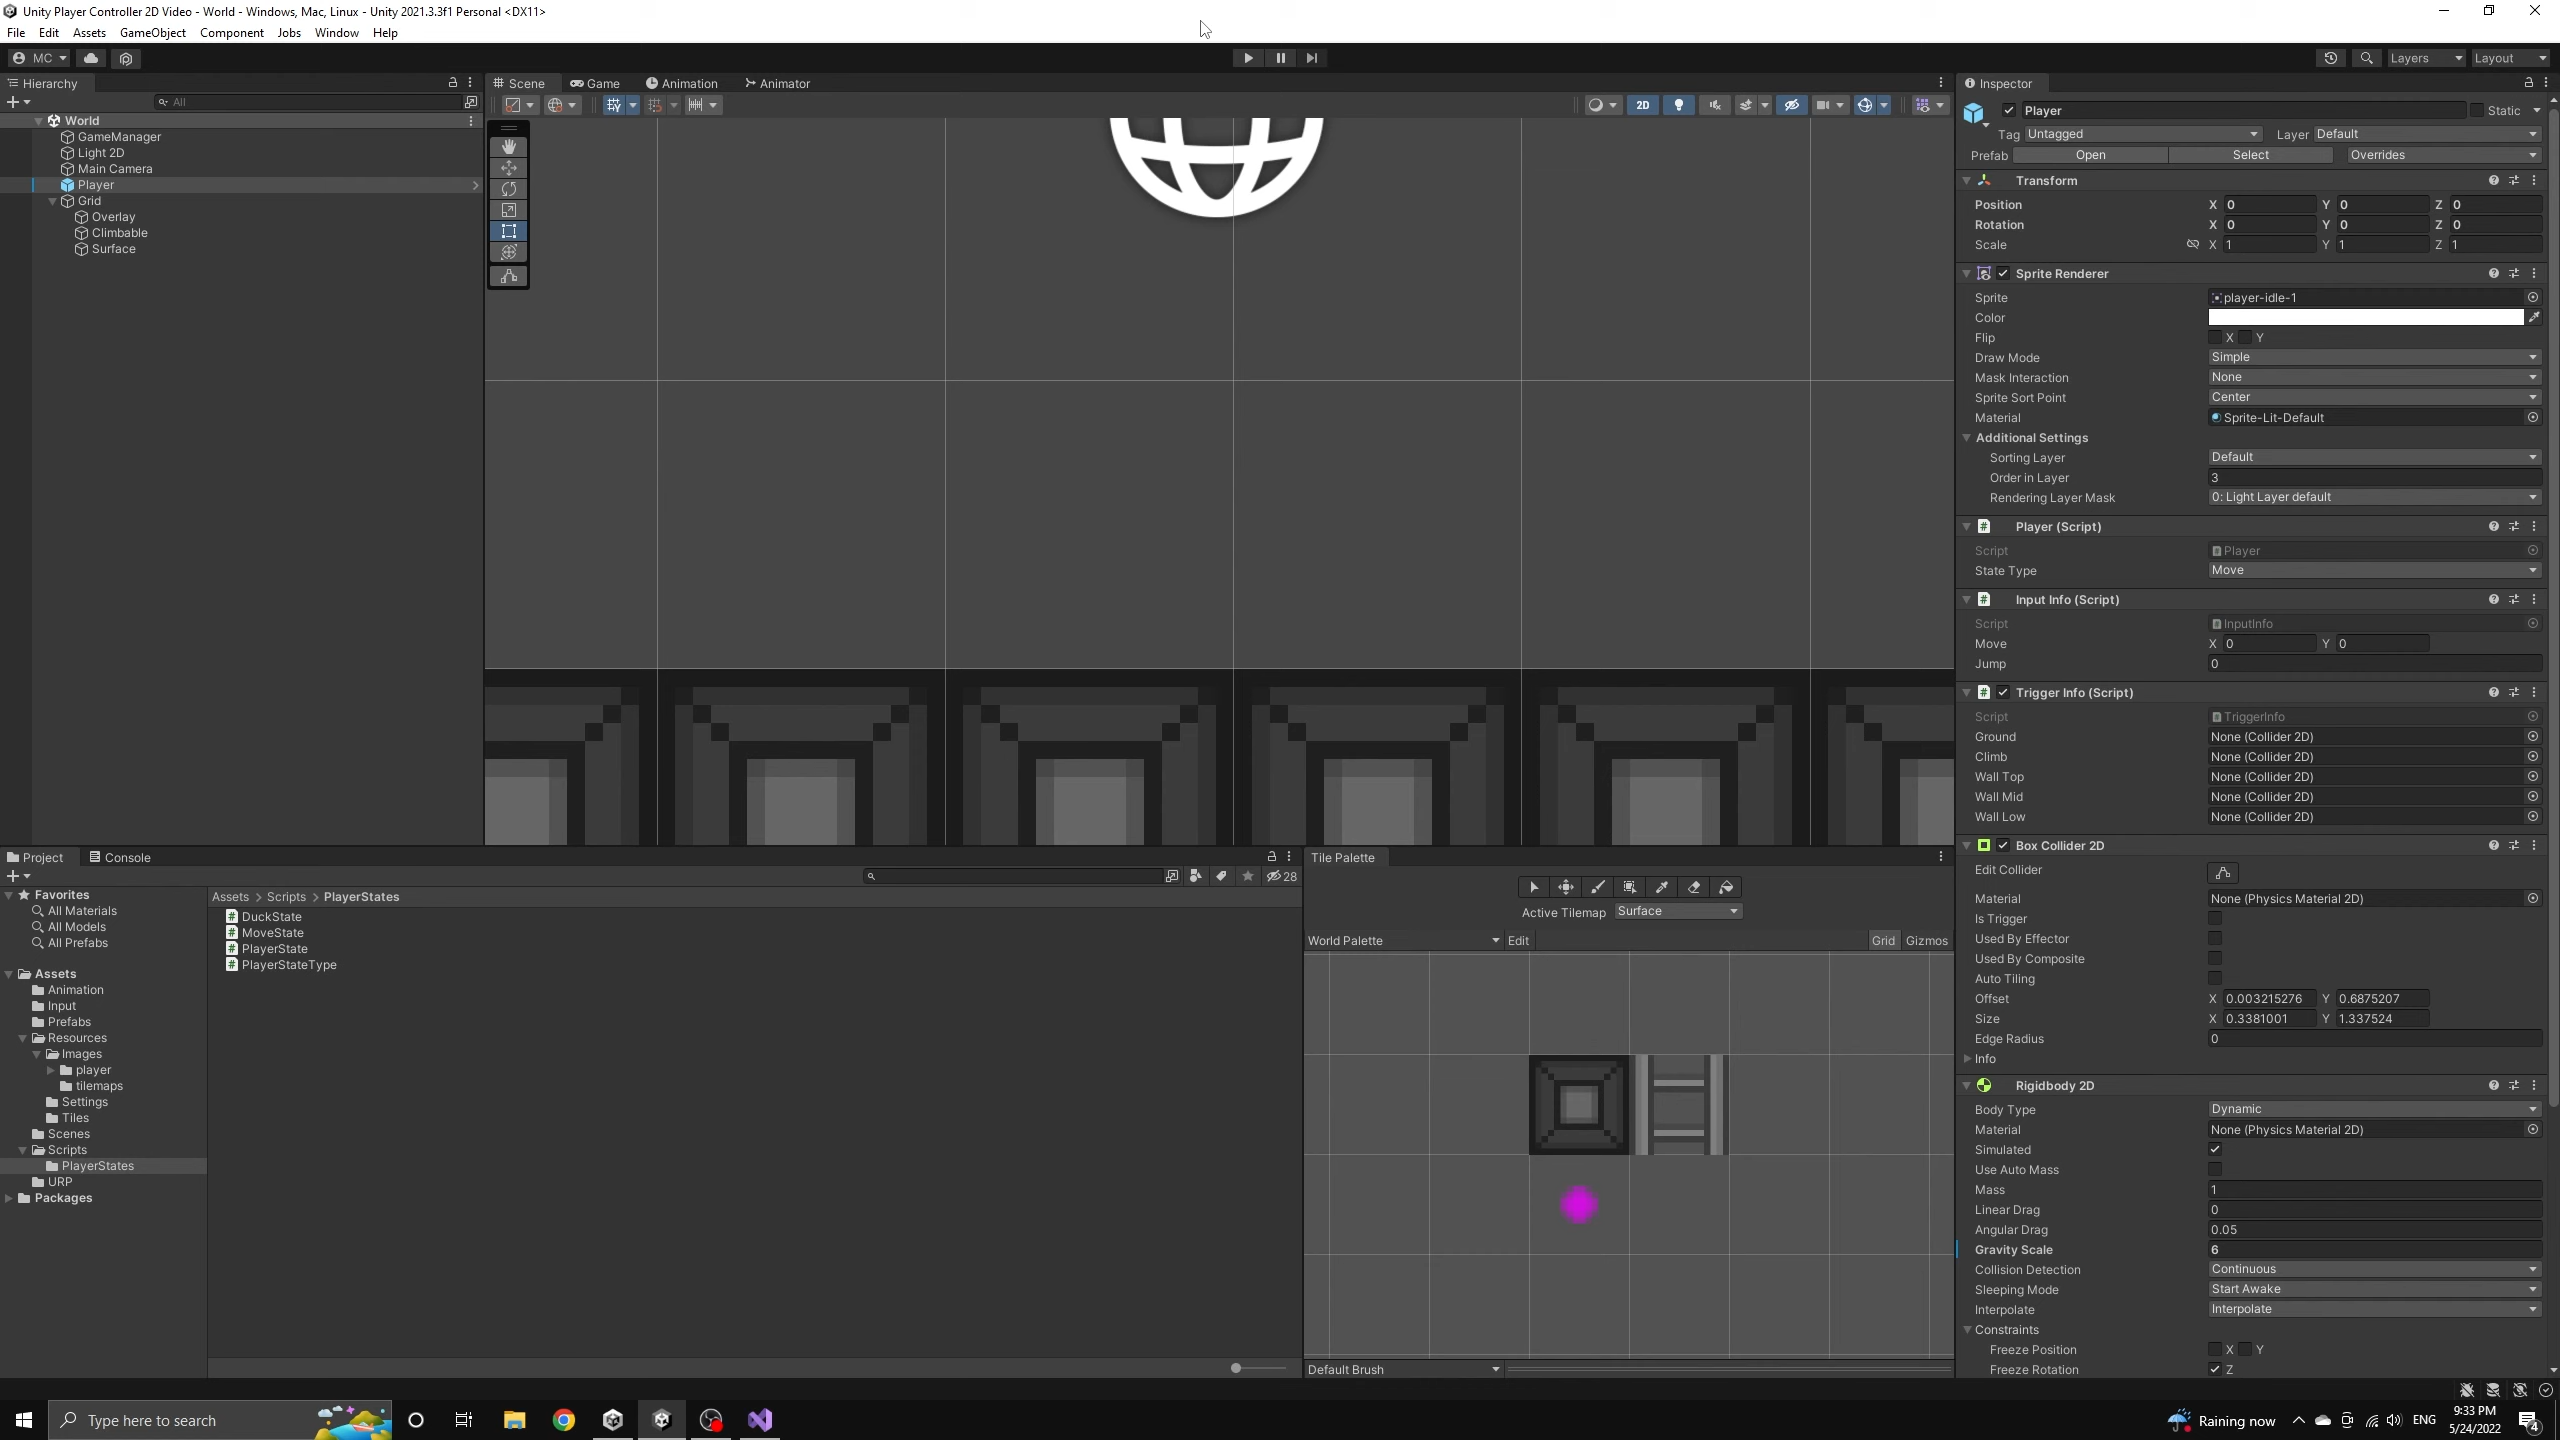 Unity Player Controller 2D Video - World - Windows, Mac, Linux - Unity 2021.3.3f1 Personal <DX11>
File Edit Assets GameObject Component Jobs Window Help
MC
Layers Layout
Hierarchy
All
World
GameManager
Light 2D
Main Camera
Player
Grid
Overlay
Climbable
Surface
Scene Game Animation Animator
2D
Inspector
Player Static
Tag Untagged Layer Default
Prefab Open Select Overrides
Transform
Position X 0 Y 0 Z 0
Rotation X 0 Y 0 Z 0
Scale X 1 Y 1 Z 1
Sprite Renderer
Sprite player-idle-1
Color
Flip X Y
Draw Mode Simple
Mask Interaction None
Sprite Sort Point Center
Material Sprite-Lit-Default
Additional Settings
Sorting Layer Default
Order in Layer 3
Rendering Layer Mask 0: Light Layer default
Player (Script)
Script Player
State Type Move
Input Info (Script)
Script InputInfo
Move X 0 Y 0
Jump 0
Trigger Info (Script)
Script TriggerInfo
Ground None (Collider 2D)
Climb None (Collider 2D)
Wall Top None (Collider 2D)
Wall Mid None (Collider 2D)
Wall Low None (Collider 2D)
Box Collider 2D
Edit Collider
Material None (Physics Material 2D)
Is Trigger
Used By Effector
Used By Composite
Auto Tiling
Offset X 0.003215276 Y 0.6875207
Size X 0.3381001 Y 1.337524
Edge Radius 0
Info
Rigidbody 2D
Body Type Dynamic
Material None (Physics Material 2D)
Simulated
Use Auto Mass
Mass 1
Linear Drag 0
Angular Drag 0.05
Gravity Scale 6
Collision Detection Continuous
Sleeping Mode Start Awake
Interpolate Interpolate
Constraints
Freeze Position X Y
Freeze Rotation Z
Project Console
28
Favorites
All Materials
All Models
All Prefabs
Assets
Animation
Input
Prefabs
Resources
Images
player
tilemaps
Settings
Tiles
Scenes
Scripts
PlayerStates
URP
Packages
Assets > Scripts > PlayerStates
DuckState
MoveState
PlayerState
PlayerStateType
Tile Palette
Active Tilemap Surface
World Palette Edit Grid Gizmos
Default Brush
Type here to search
Raining now ENG
9:33 PM
5/24/2022
4